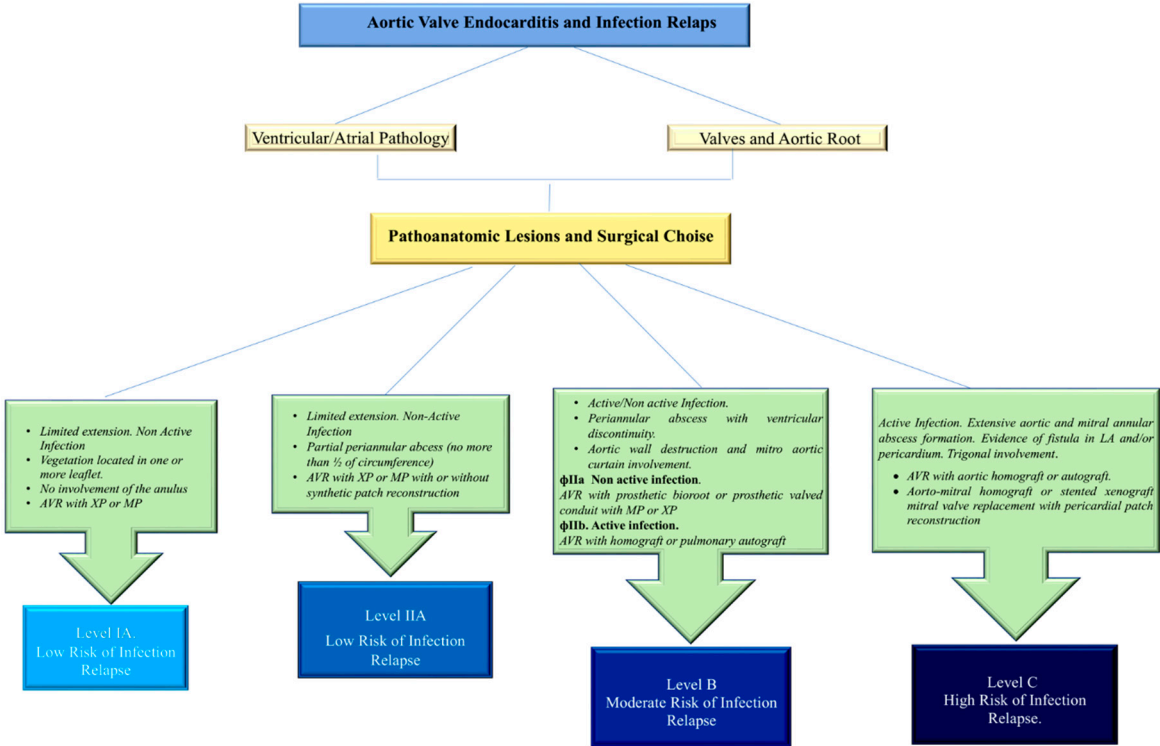 Aortic Valve Endocarditis and Infection Relaps
Ventricular/Atrial Pathology
Valves and Aortic Root
Pathoanatomic Lesions and Surgical Choise
• Limited extension. Non Active
Infection
• Vegetation located in one or
more leaflet.
• No involvement of the anulus
• AVR with XP or MP
• Limited extension. Non-Active
Infection
• Partial periannular abcess (no more
than ½ of circumference)
• AVR with XP or MP with or without
synthetic patch reconstruction
• Active/Non active Infection.
• Periannular abscess with ventricular
discontinuity.
• Aortic wall destruction and mitro aortic
curtain involvement.
ϕIIa Non active infection.
AVR with prosthetic bioroot or prosthetic valved
conduit with MP or XP
ϕIIb. Active infection.
AVR with homograft or pulmonary autograft
Active Infection. Extensive aortic and mitral annular
abscess formation. Evidence of fistula in LA and/or
pericardium. Trigonal involvement.
• AVR with aortic homograft or autograft.
• Aorto-mitral homograft or stented xenograft
mitral valve replacement with pericardial patch
reconstruction
Level IA.
Low Risk of Infection
Relapse
Level IIA
Low Risk of Infection
Relapse
Level B
Moderate Risk of Infection
Relapse
Level C
High Risk of Infection
Relapse.